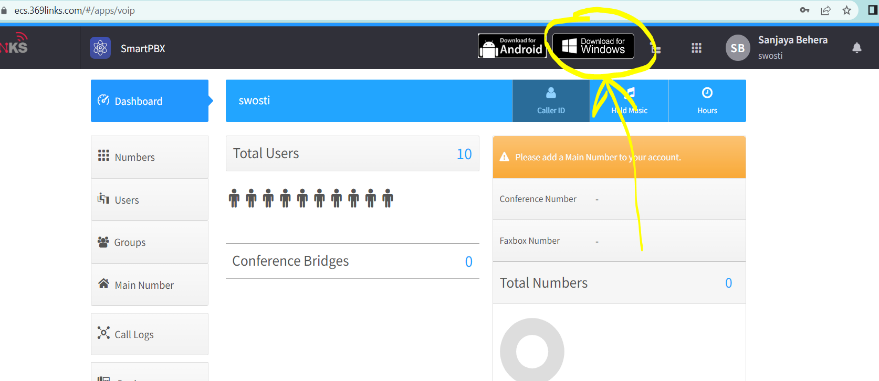 ecs.369links.com/#/apps/voip
NKS
SmartPBX
Download for
Android
Download for
Windows
SB
Sanjaya Behera
swosti
Dashboard
swosti
Caller ID
Hold Music
Hours
Numbers
Total Users
10
Please add a Main Number to your account.
Users
Conference Number
-
Groups
Faxbox Number
-
Conference Bridges
0
Main Number
Total Numbers
0
Call Logs